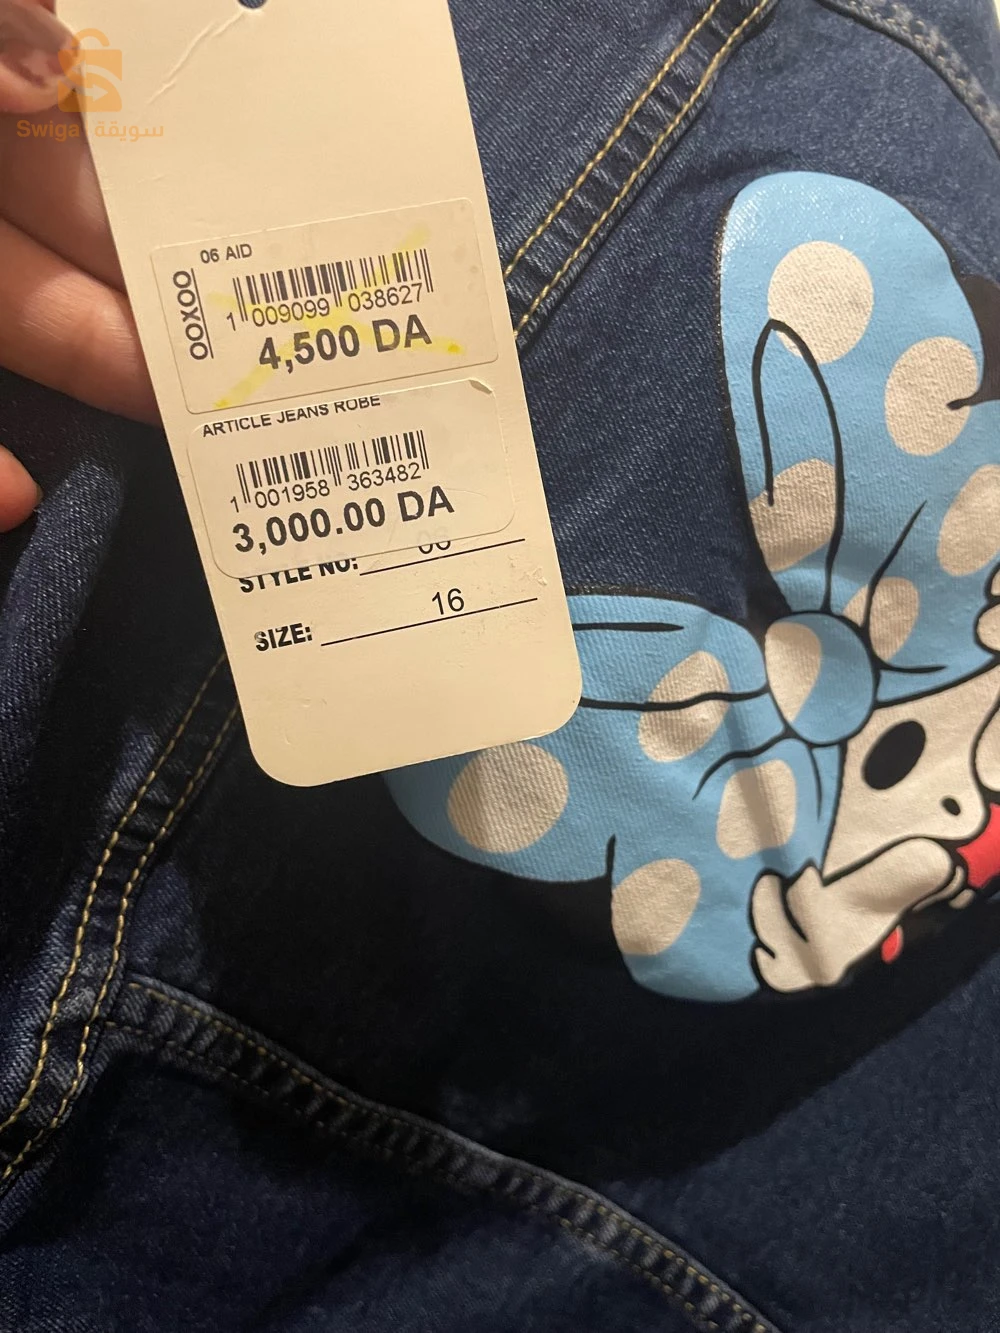 Swiqa سويقة
06 AID
OOXOO
1 009099 038627
4,500 DA
ARTICLE JEANS ROBE
1 001958 363482
3,000.00 DA
STYLE NO:
SIZE: 16